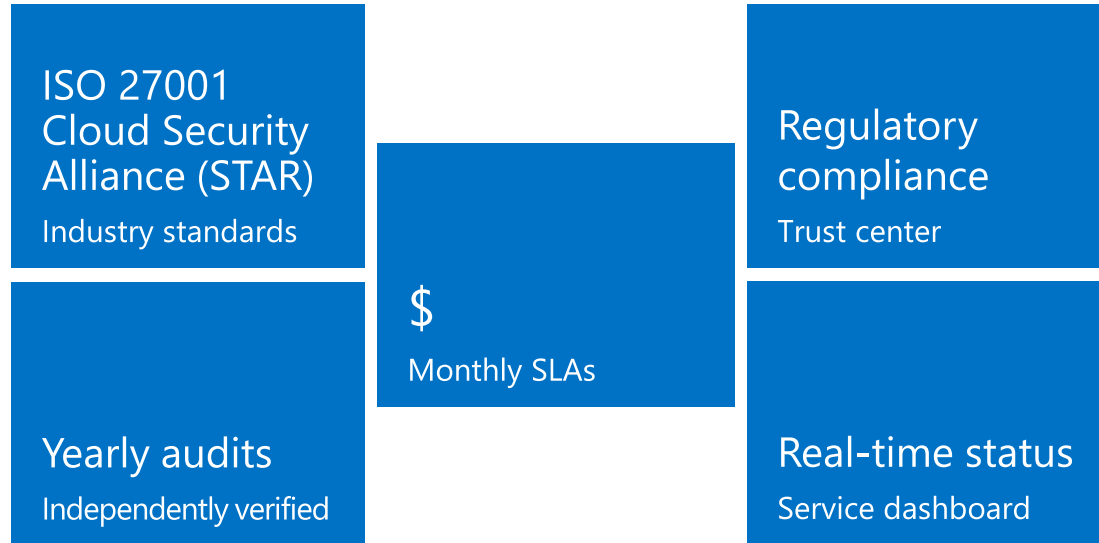 ISO 27001
Cloud Security
Alliance (STAR)
Industry standards
Yearly audits
Independently verified
$
Monthly SLAs
Regulatory
compliance
Trust center
Real-time status
Service dashboard